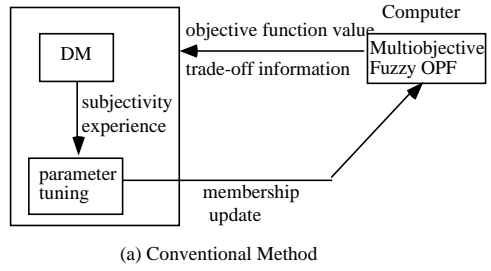 Computer
objective function value
DM
Multiobjective
Fuzzy OPF
trade-off information
subjectivity
experience
parameter
tuning
membership
update
(a) Conventional Method